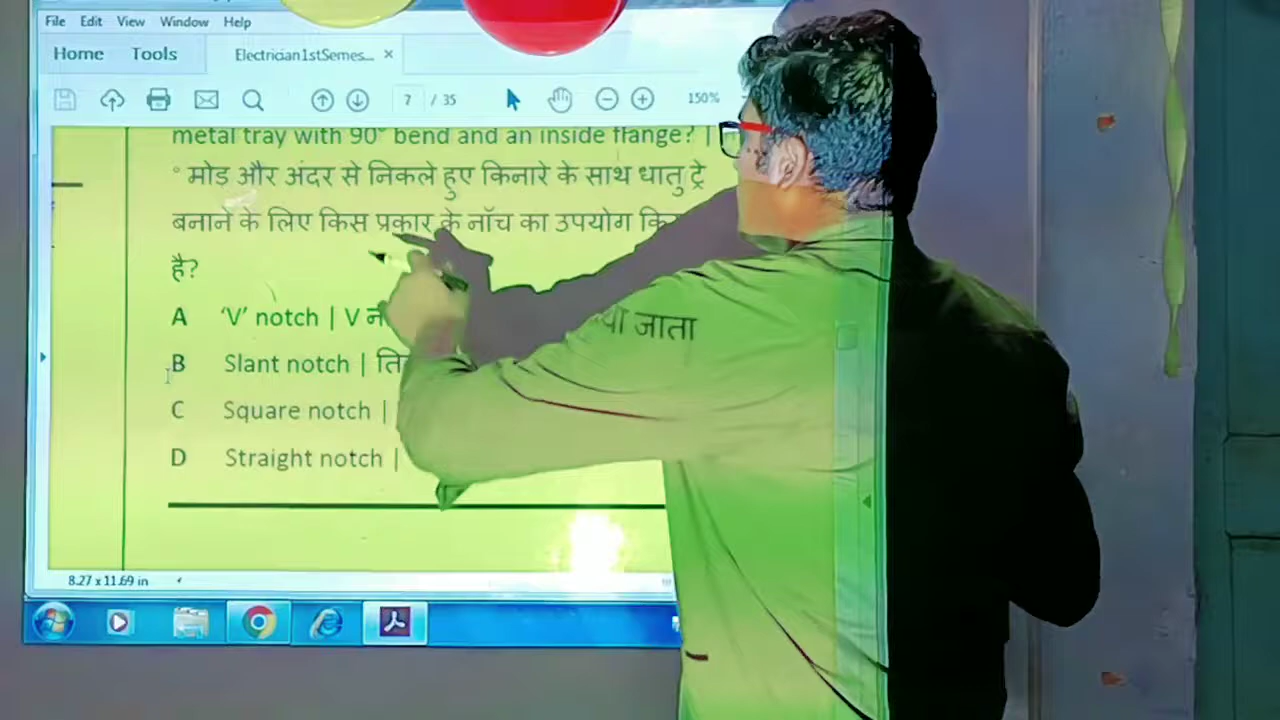 File Edit View Window Help
Home Tools Electrician1stSemes... ×
7 / 35 150%
metal tray with 90° bend and an inside flange? |
° मोड़ और अंदर से निकले हुए किनारे के साथ धातु ट्रे
बनाने के लिए किस प्रकार के नॉच का उपयोग
जाता
है?
A ‘V’ notch | V
B Slant notch |
C Square notch |
D Straight notch |
8.27 x 11.69 in